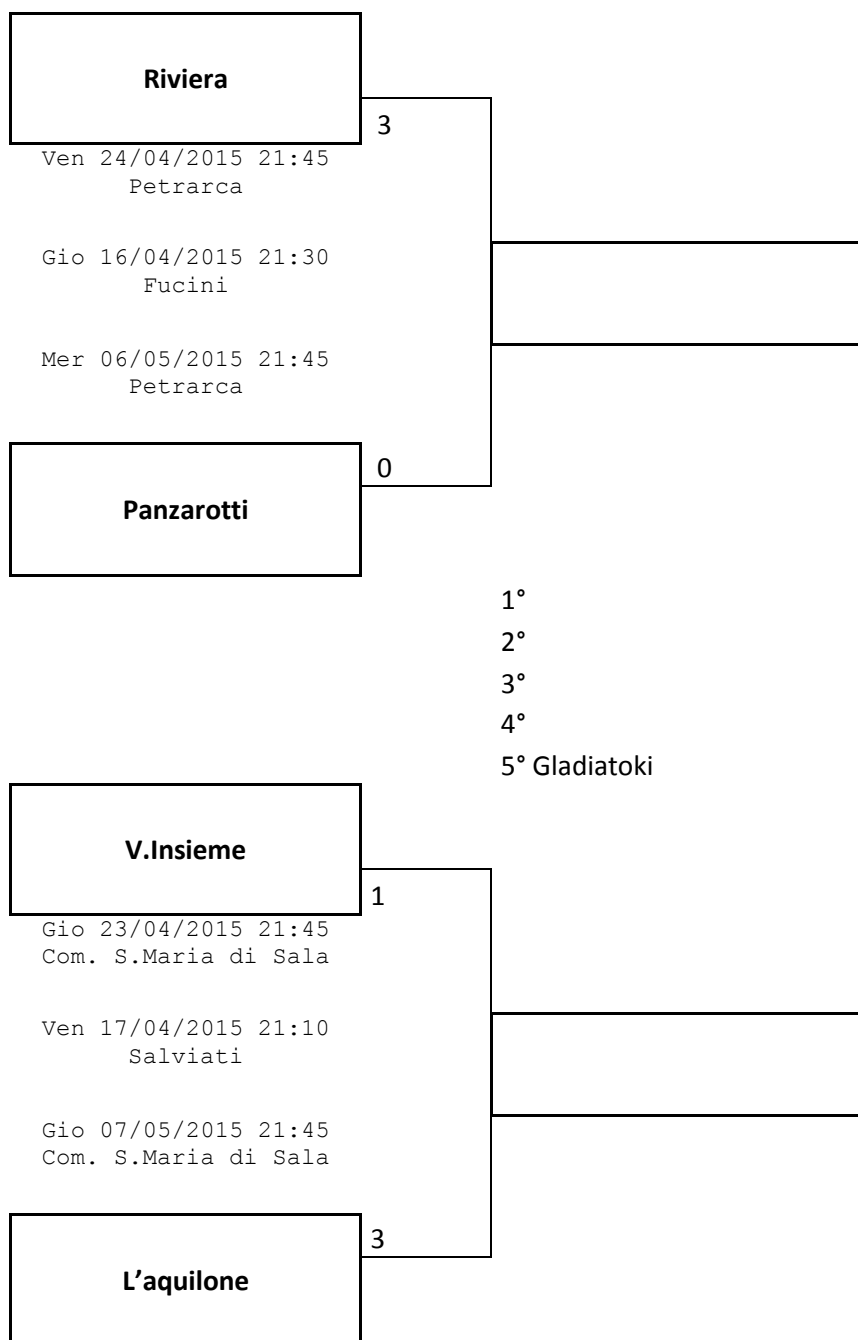 Riviera
3
Ven 24/04/2015 21:45
Petrarca
Gio 16/04/2015 21:30
Fucini
Mer 06/05/2015 21:45
Petrarca
0
Panzarotti
1°
2°
3°
4°
5° Gladiatoki
V.Insieme
1
Gio 23/04/2015 21:45
Com. S.Maria di Sala
Ven 17/04/2015 21:10
Salviati
Gio 07/05/2015 21:45
Com. S.Maria di Sala
3
L’aquilone